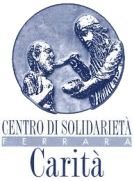 CENTRO DI SOLIDARIETÀ
FERRARA
Carità